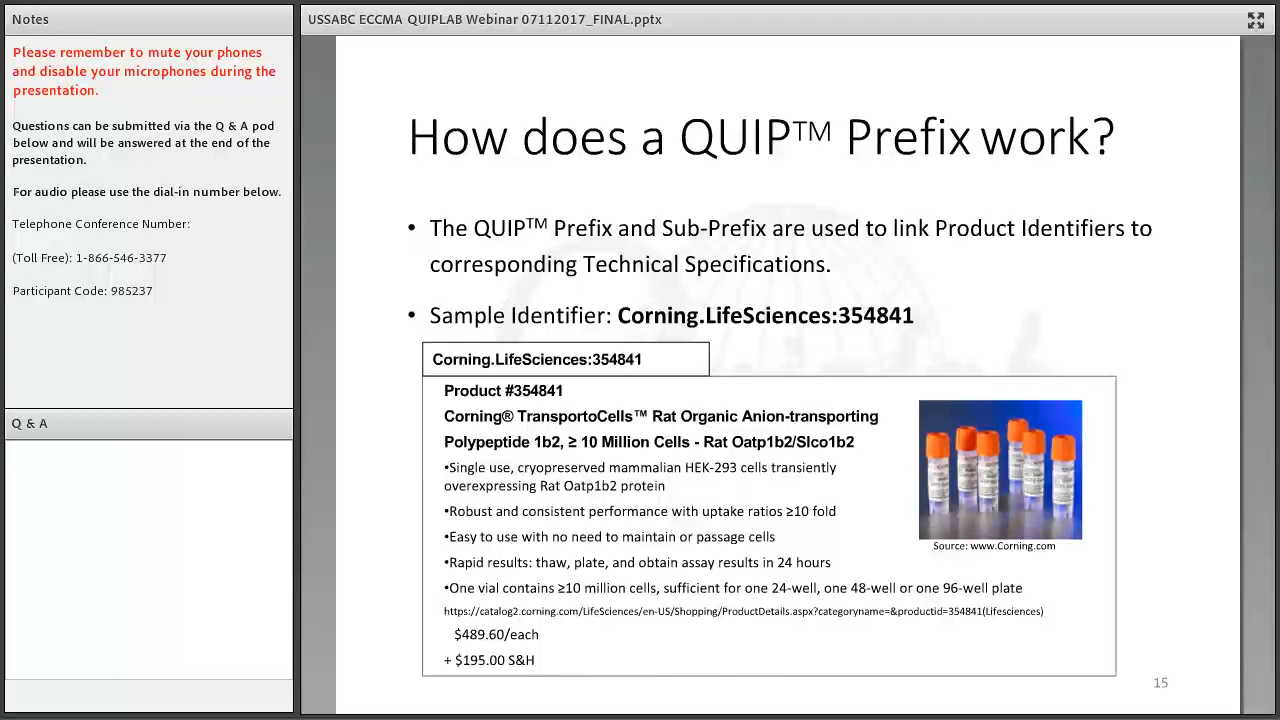 Notes
USSABC ECCMA QUIPLAB Webinar 07112017_FINAL.pptx
Please remember to mute your phones
and disable your microphones during the
presentation.
Questions can be submitted via the Q & A pod
below and will be answered at the end of the
presentation.
For audio please use the dial-in number below.
Telephone Conference Number:
(Toll Free): 1-866-546-3377
Participant Code: 985237
Q & A
How does a QUIP™ Prefix work?
• The QUIP™ Prefix and Sub-Prefix are used to link Product Identifiers to
corresponding Technical Specifications.
• Sample Identifier: Corning.LifeSciences:354841
Corning.LifeSciences:354841
Product #354841
Corning® TransportoCells™ Rat Organic Anion-transporting
Polypeptide 1b2, ≥ 10 Million Cells - Rat Oatp1b2/Slco1b2
•Single use, cryopreserved mammalian HEK-293 cells transiently
overexpressing Rat Oatp1b2 protein
•Robust and consistent performance with uptake ratios ≥10 fold
•Easy to use with no need to maintain or passage cells
•Rapid results: thaw, plate, and obtain assay results in 24 hours
•One vial contains ≥10 million cells, sufficient for one 24-well, one 48-well or one 96-well plate
https://catalog2.corning.com/LifeSciences/en-US/Shopping/ProductDetails.aspx?categoryname=&productid=354841(Lifesciences)
$489.60/each
+ $195.00 S&H
Source: www.Corning.com
15